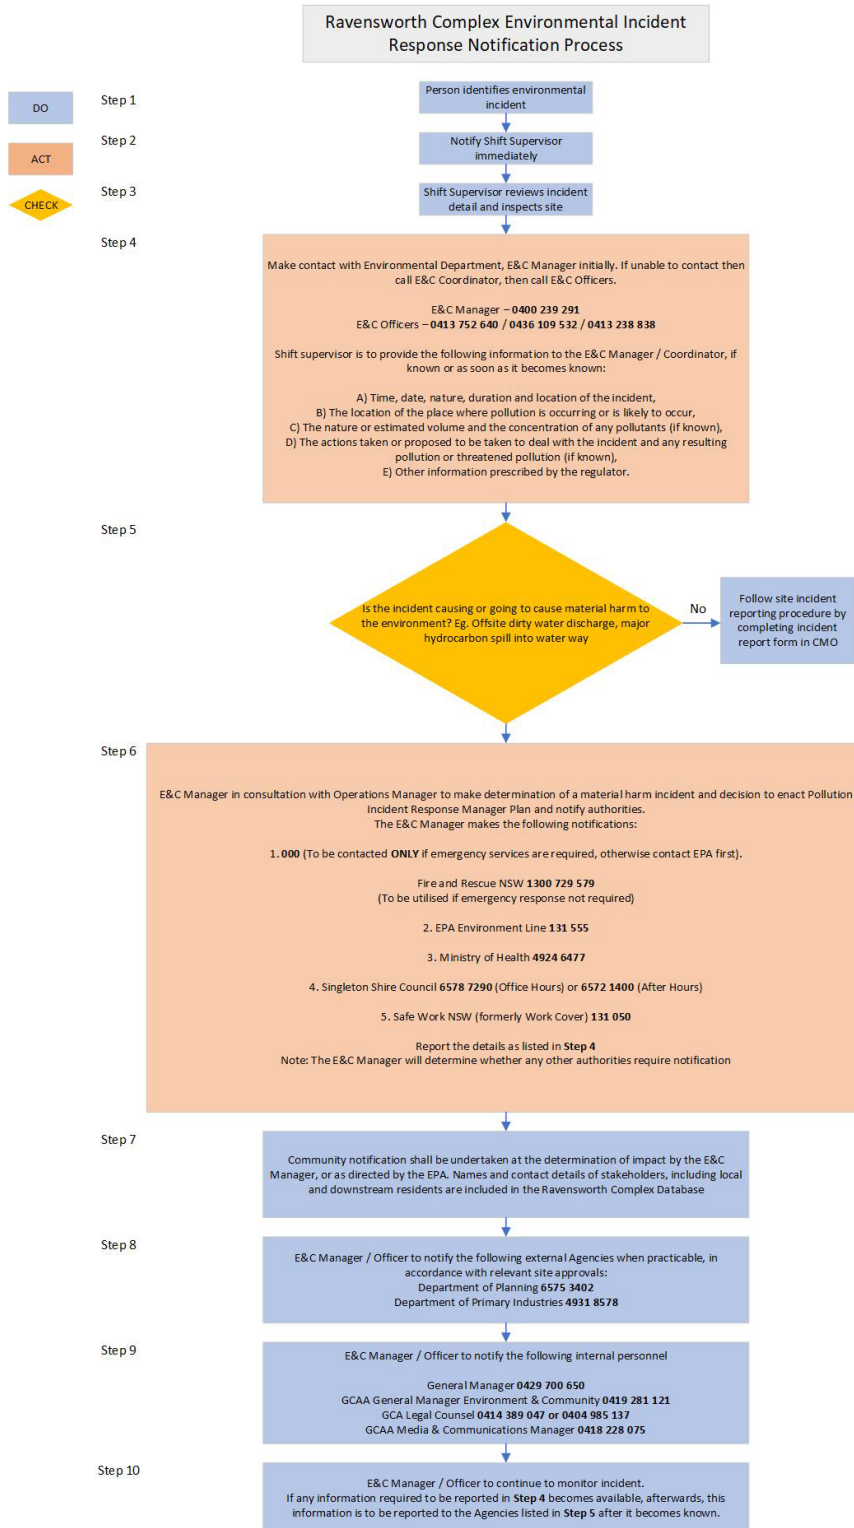 Ravensworth Complex Environmental Incident
Response Notification Process
DO
ACT
CHECK
Step 1
Person identifies environmental
incident
Step 2
Notify Shift Supervisor
immediately
Step 3
Shift Supervisor reviews incident
detail and inspects site
Step 4
Make contact with Environmental Department, E&C Manager initially. If unable to contact then
call E&C Coordinator, then call E&C Officers.
E&C Manager – 0400 239 291
E&C Officers – 0413 752 640 / 0436 109 532 / 0413 238 838
Shift supervisor is to provide the following information to the E&C Manager / Coordinator, if
known or as soon as it becomes known:
A) Time, date, nature, duration and location of the incident,
B) The location of the place where pollution is occurring or is likely to occur,
C) The nature or estimated volume and the concentration of any pollutants (if known),
D) The actions taken or proposed to be taken to deal with the incident and any resulting
pollution or threatened pollution (if known),
E) Other information prescribed by the regulator.
Step 5
Is the incident causing or going to cause material harm to
the environment? Eg. Offsite dirty water discharge, major
hydrocarbon spill into water way
No
Follow site incident
reporting procedure by
completing incident
report form in CMO
Step 6
E&C Manager in consultation with Operations Manager to make determination of a material harm incident and decision to enact Pollution
Incident Response Manager Plan and notify authorities.
The E&C Manager makes the following notifications:
1. 000 (To be contacted ONLY if emergency services are required, otherwise contact EPA first).
Fire and Rescue NSW 1300 729 579
(To be utilised if emergency response not required)
2. EPA Environment Line 131 555
3. Ministry of Health 4924 6477
4. Singleton Shire Council 6578 7290 (Office Hours) or 6572 1400 (After Hours)
5. Safe Work NSW (formerly Work Cover) 131 050
Report the details as listed in Step 4
Note: The E&C Manager will determine whether any other authorities require notification
Step 7
Community notification shall be undertaken at the determination of impact by the E&C
Manager, or as directed by the EPA. Names and contact details of stakeholders, including local
and downstream residents are included in the Ravensworth Complex Database
Step 8
E&C Manager / Officer to notify the following external Agencies when practicable, in
accordance with relevant site approvals:
Department of Planning 6575 3402
Department of Primary Industries 4931 8578
Step 9
E&C Manager / Officer to notify the following internal personnel
General Manager 0429 700 650
GCAA General Manager Environment & Community 0419 281 121
GCA Legal Counsel 0414 389 047 or 0404 985 137
GCAA Media & Communications Manager 0418 228 075
Step 10
E&C Manager / Officer to continue to monitor incident.
If any information required to be reported in Step 4 becomes available, afterwards, this
information is to be reported to the Agencies listed in Step 5 after it becomes known.